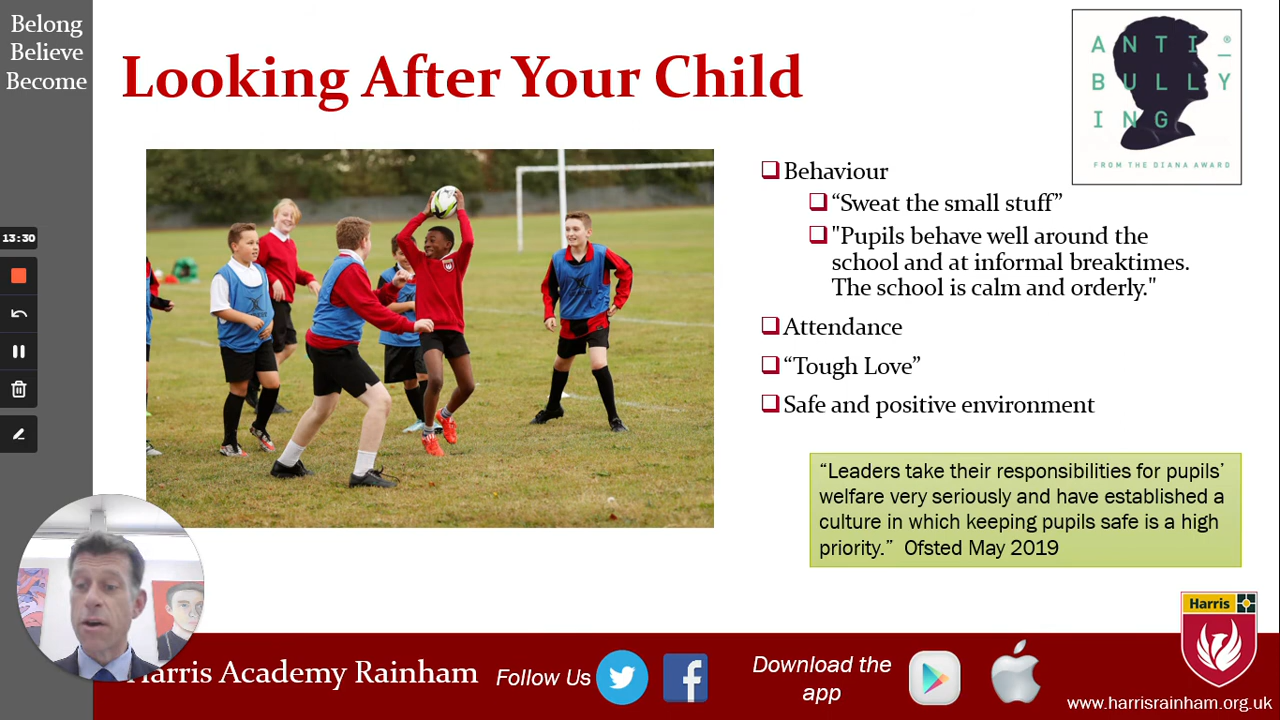 Belong
Believe
Become
Looking After Your Child
ANTI_®
BULLY
ING
FROM THE DIANA AWARD
Behaviour
“Sweat the small stuff”
"Pupils behave well around the
school and at informal breaktimes.
The school is calm and orderly."
Attendance
“Tough Love”
Safe and positive environment
13:30
“Leaders take their responsibilities for pupils’
welfare very seriously and have established a
culture in which keeping pupils safe is a high
priority.” Ofsted May 2019
Harris
Harris Academy Rainham
Follow Us
Download the
app
www.harrisrainham.org.uk